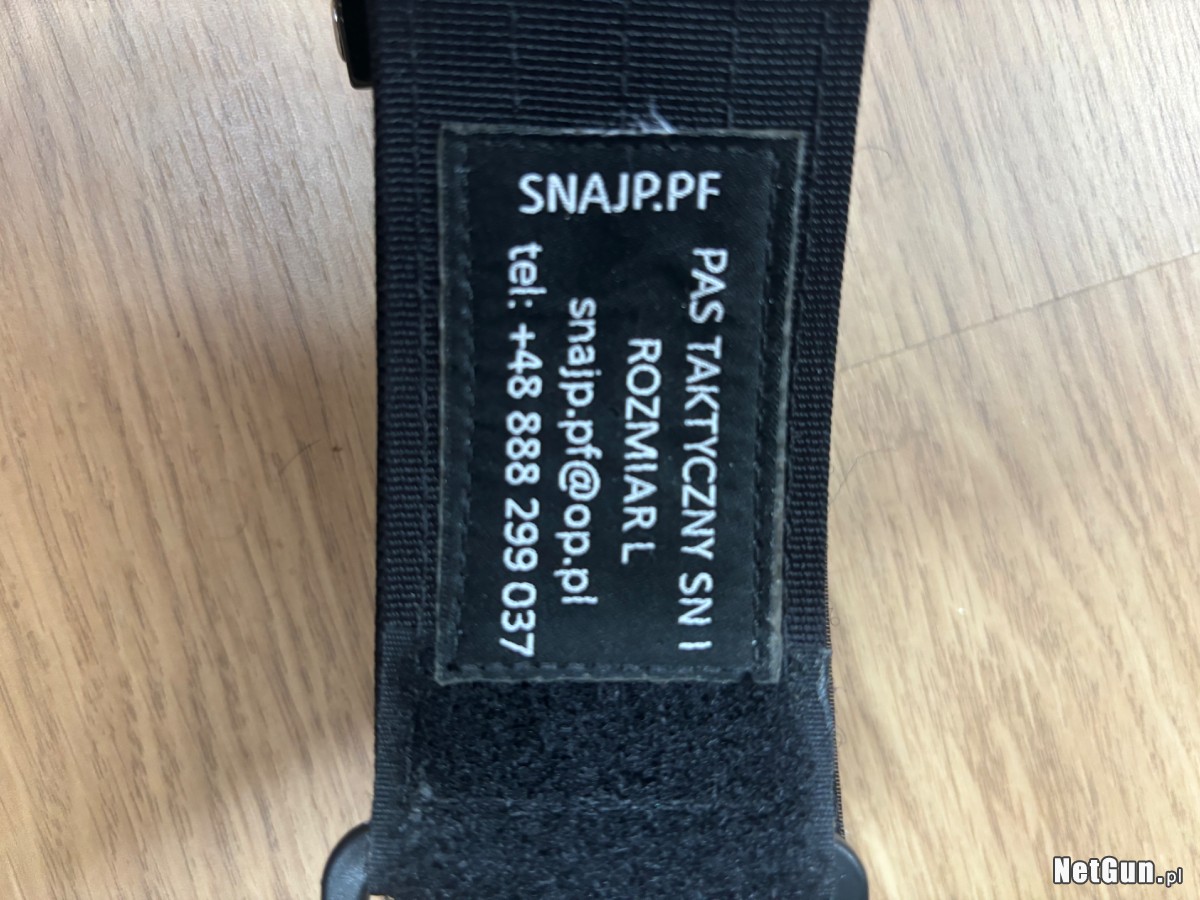 SNAJP.PF
PAS TAKTYCZNY SN I
ROZMIAR L
snajp.pf@op.pl
tel: +48 888 299 037
NetGun.pl